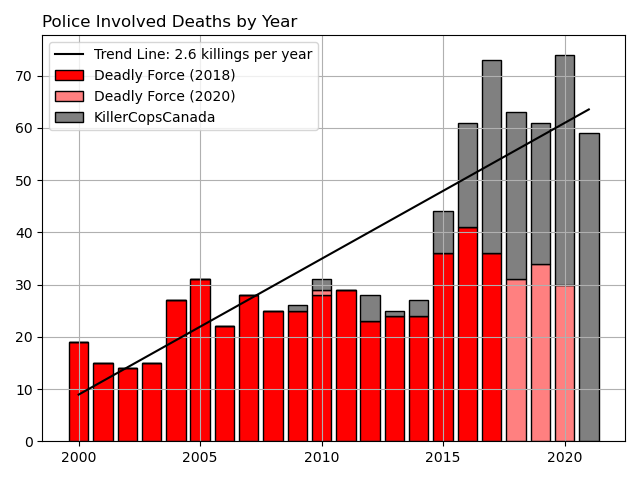 Police Involved Deaths by Year
Trend Line: 2.6 killings per year
Deadly Force (2018)
Deadly Force (2020)
KillerCopsCanada
70
60
50
40
30
20
10
0
2000 2005 2010 2015 2020